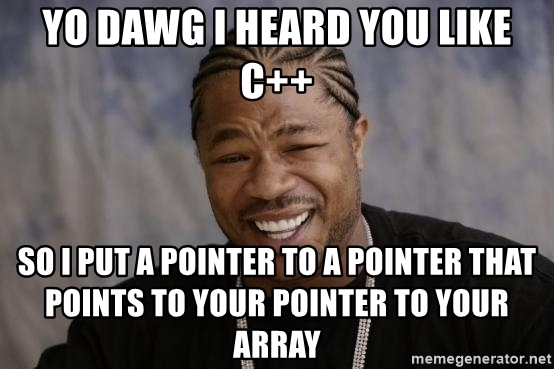 YO DAWG I HEARD YOU LIKE
C++
SO I PUT A POINTER TO A POINTER THAT
POINTS TO YOUR POINTER TO YOUR
ARRAY
memegenerator.net